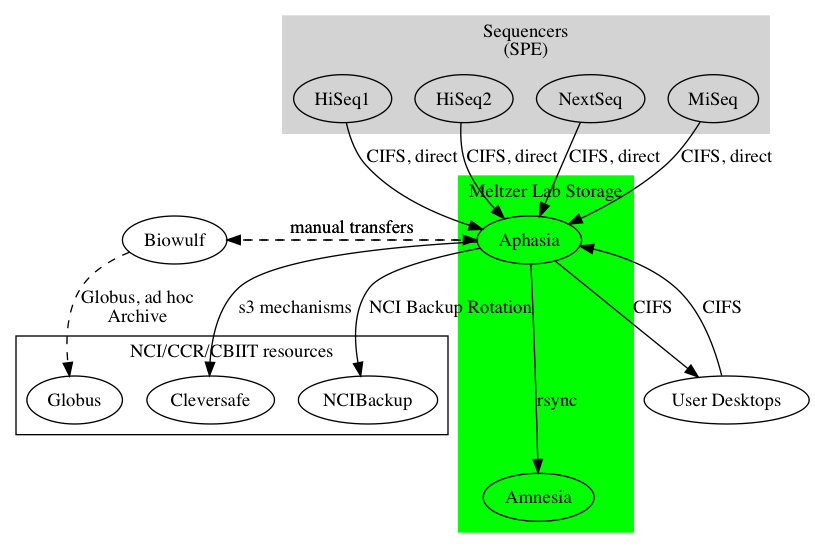 Sequencers
(SPE)
HiSeq1
HiSeq2
NextSeq
MiSeq
CIFS, direct
CIFS, direct
CIFS, direct
CIFS, direct
Meltzer Lab Storage
Biowulf
manual transfers
Aphasia
Globus, ad hoc
Archive
s3 mechanisms
NCI Backup Rotation
CIFS
CIFS
NCI/CCR/CBIIT resources
Globus
Cleversafe
NCIBackup
rsync
User Desktops
Amnesia